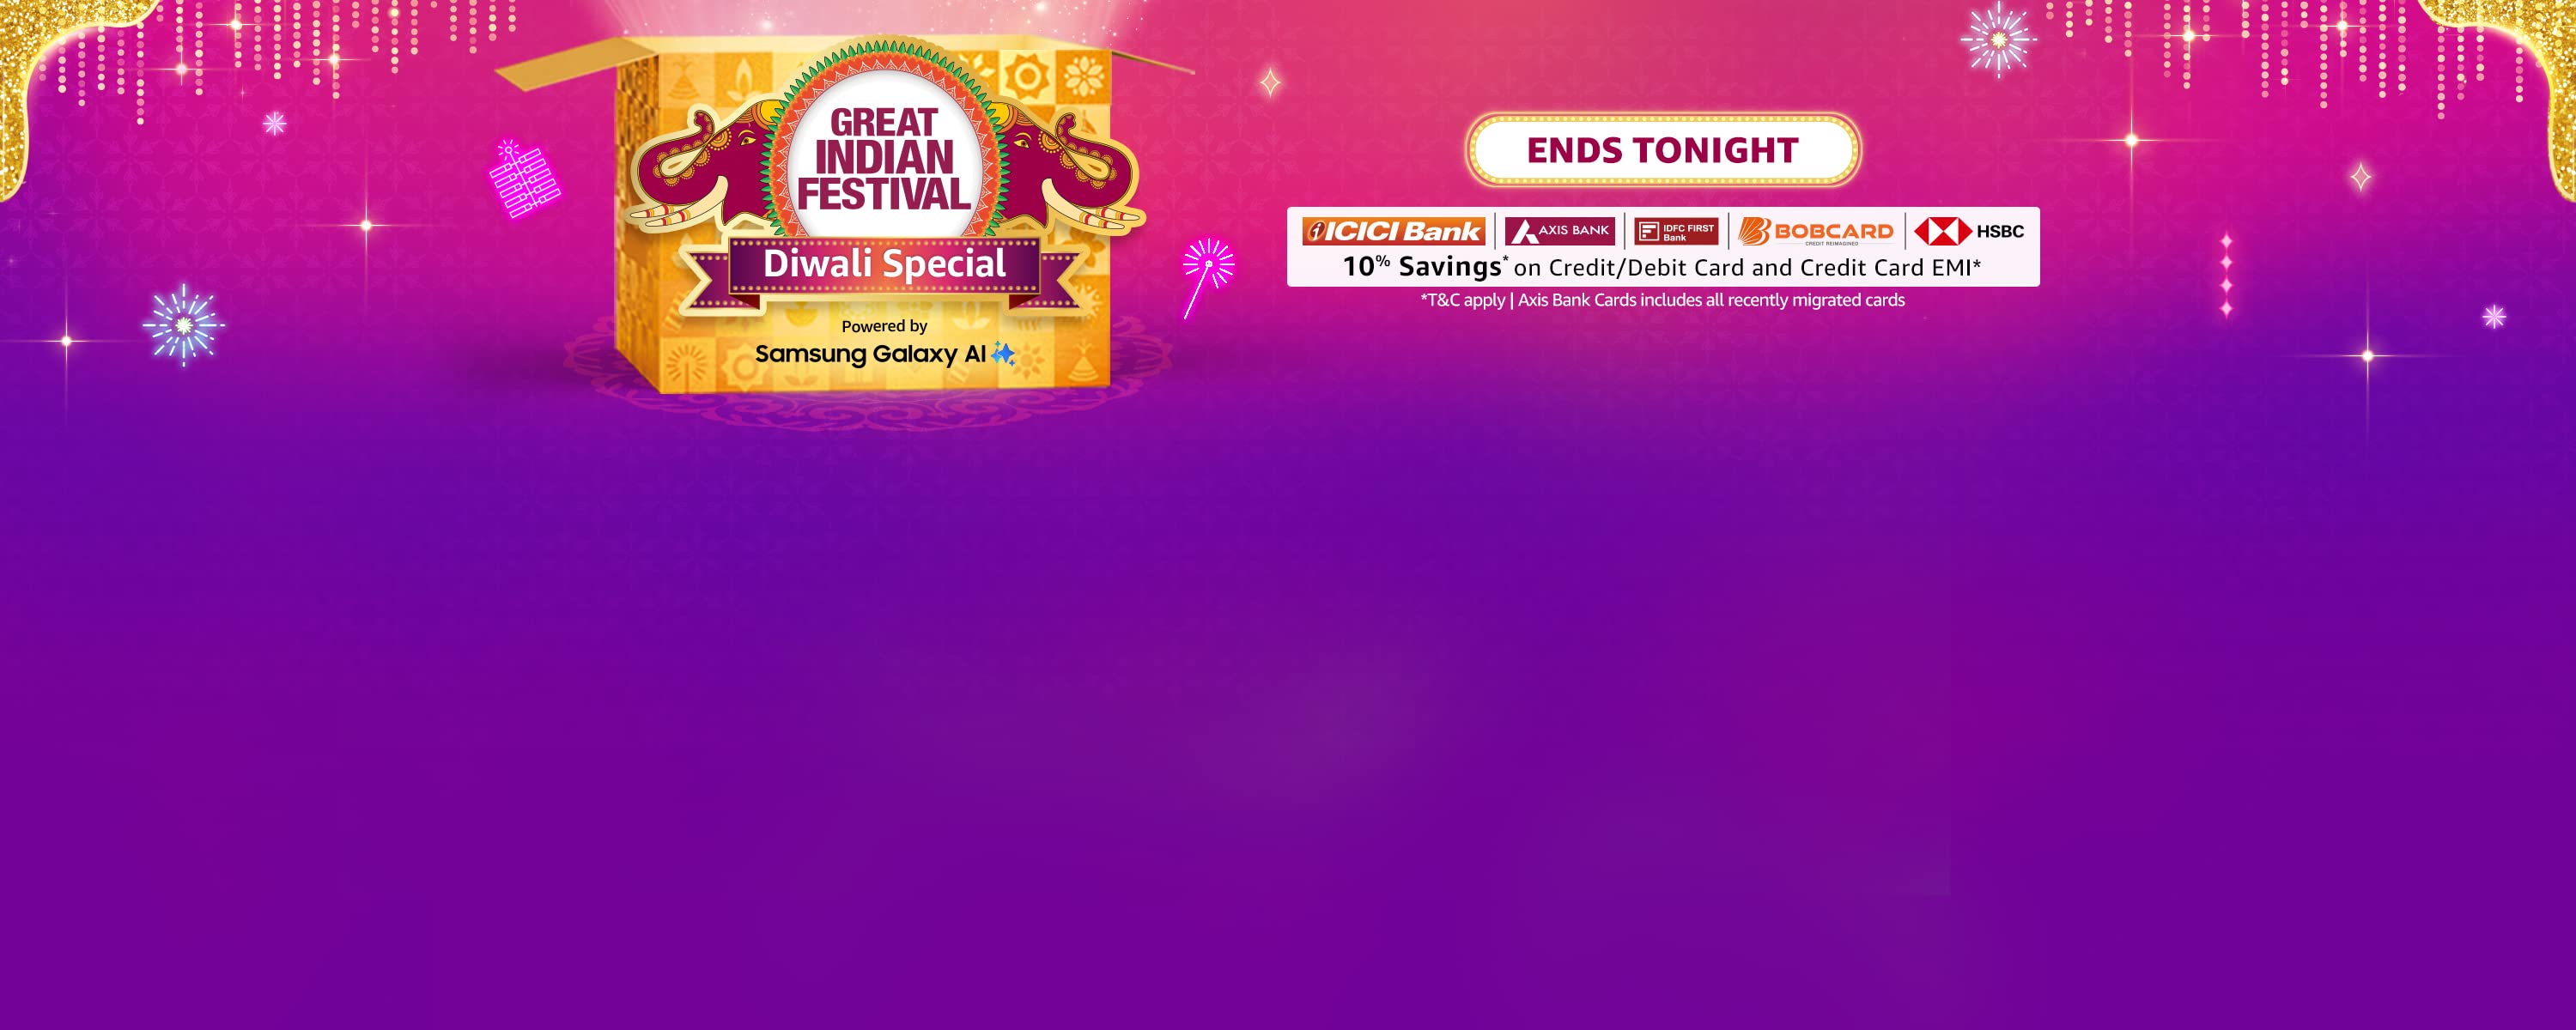 GREAT
INDIAN
FESTIVAL
Diwali Special
Powered by
Samsung Galaxy AI
ENDS TONIGHT
ICICI Bank | AXIS BANK | IDFC FIRST Bank | BOBCARD CREDIT REIMAGINED | HSBC
10% Savings* on Credit/Debit Card and Credit Card EMI*
*T&C apply | Axis Bank Cards includes all recently migrated cards